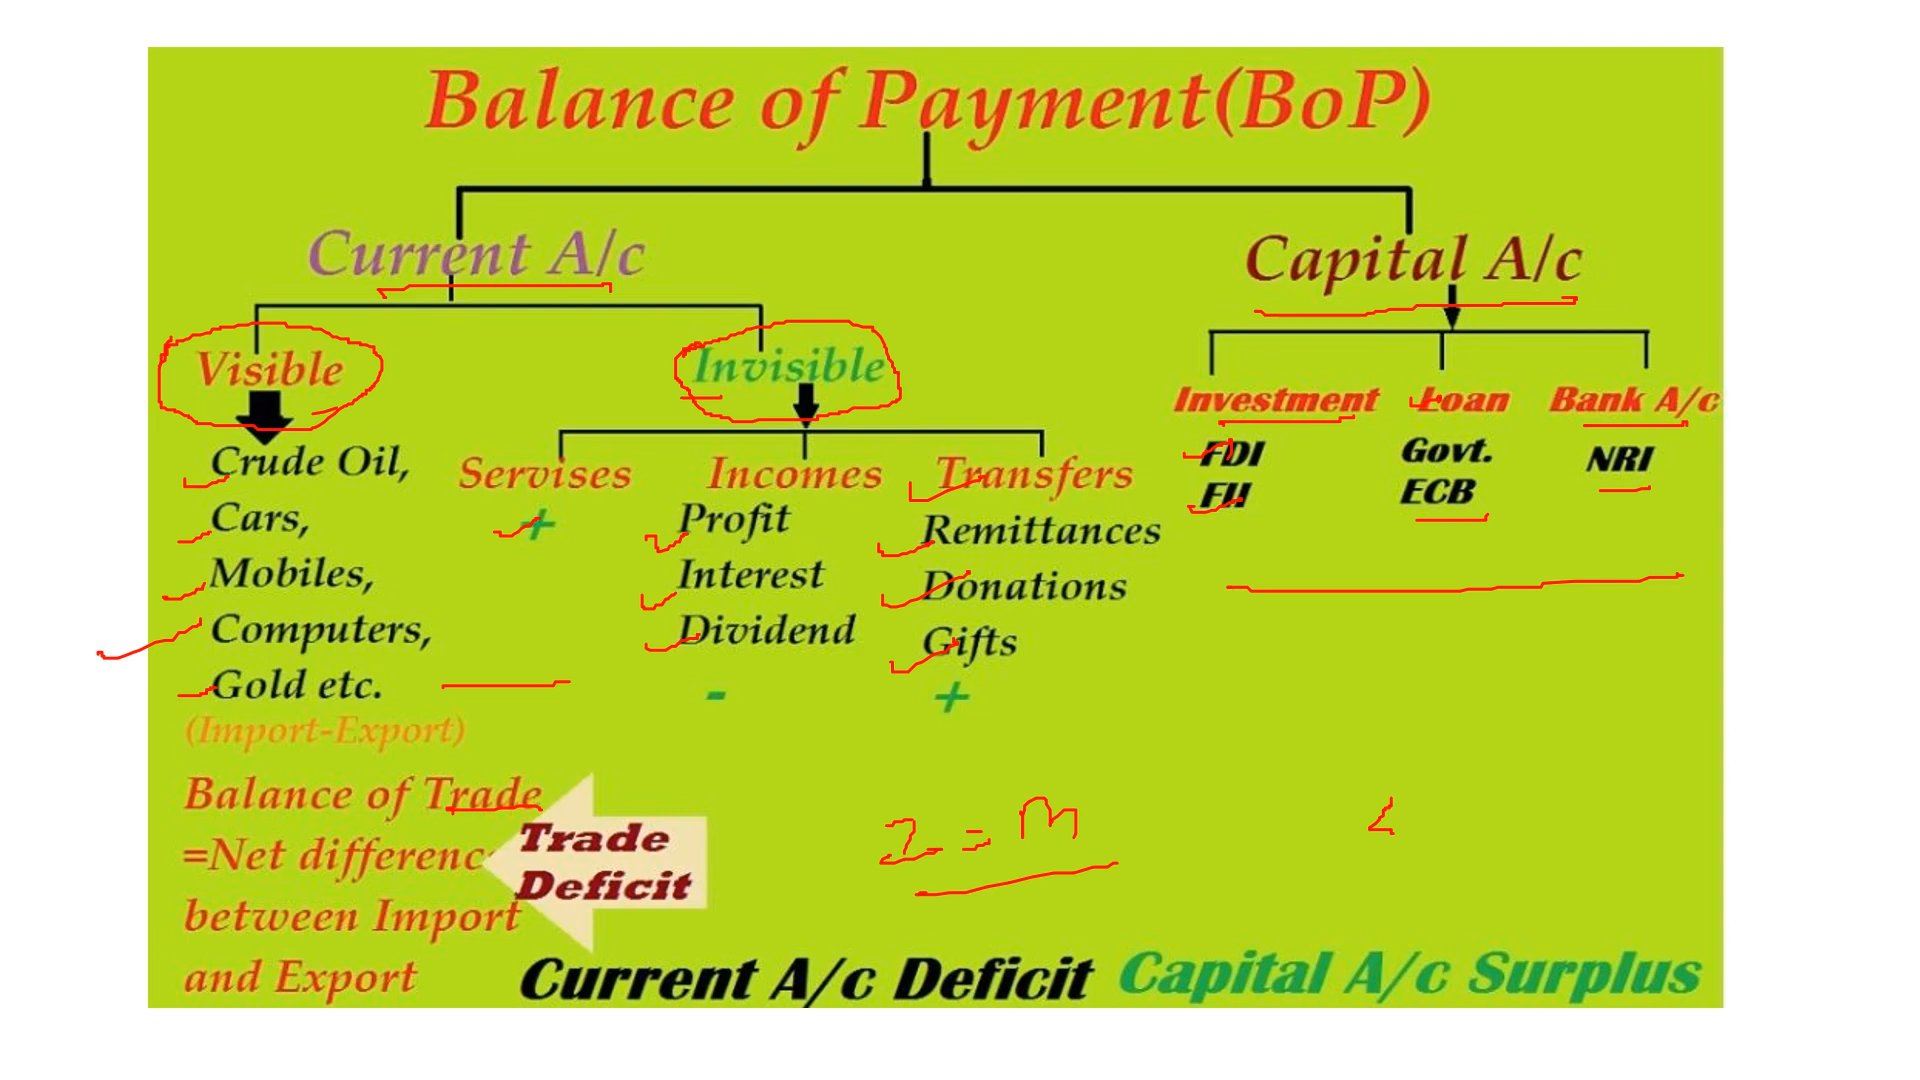 Balance of Payment(BoP)
Current A/c
Capital A/c
Visible
Invisible
Crude Oil,
Cars,
Mobiles,
Computers,
Gold etc.
(Import-Export)
Servises
+
Incomes
Profit
Interest
Dividend
-
Transfers
Remittances
Donations
Gifts
+
Investment
FDI
FII
Loan
Govt.
ECB
Bank A/c
NRI
Balance of Trade
=Net differenc
between Import
and Export
Trade
Deficit
Current A/c Deficit
Capital A/c Surplus